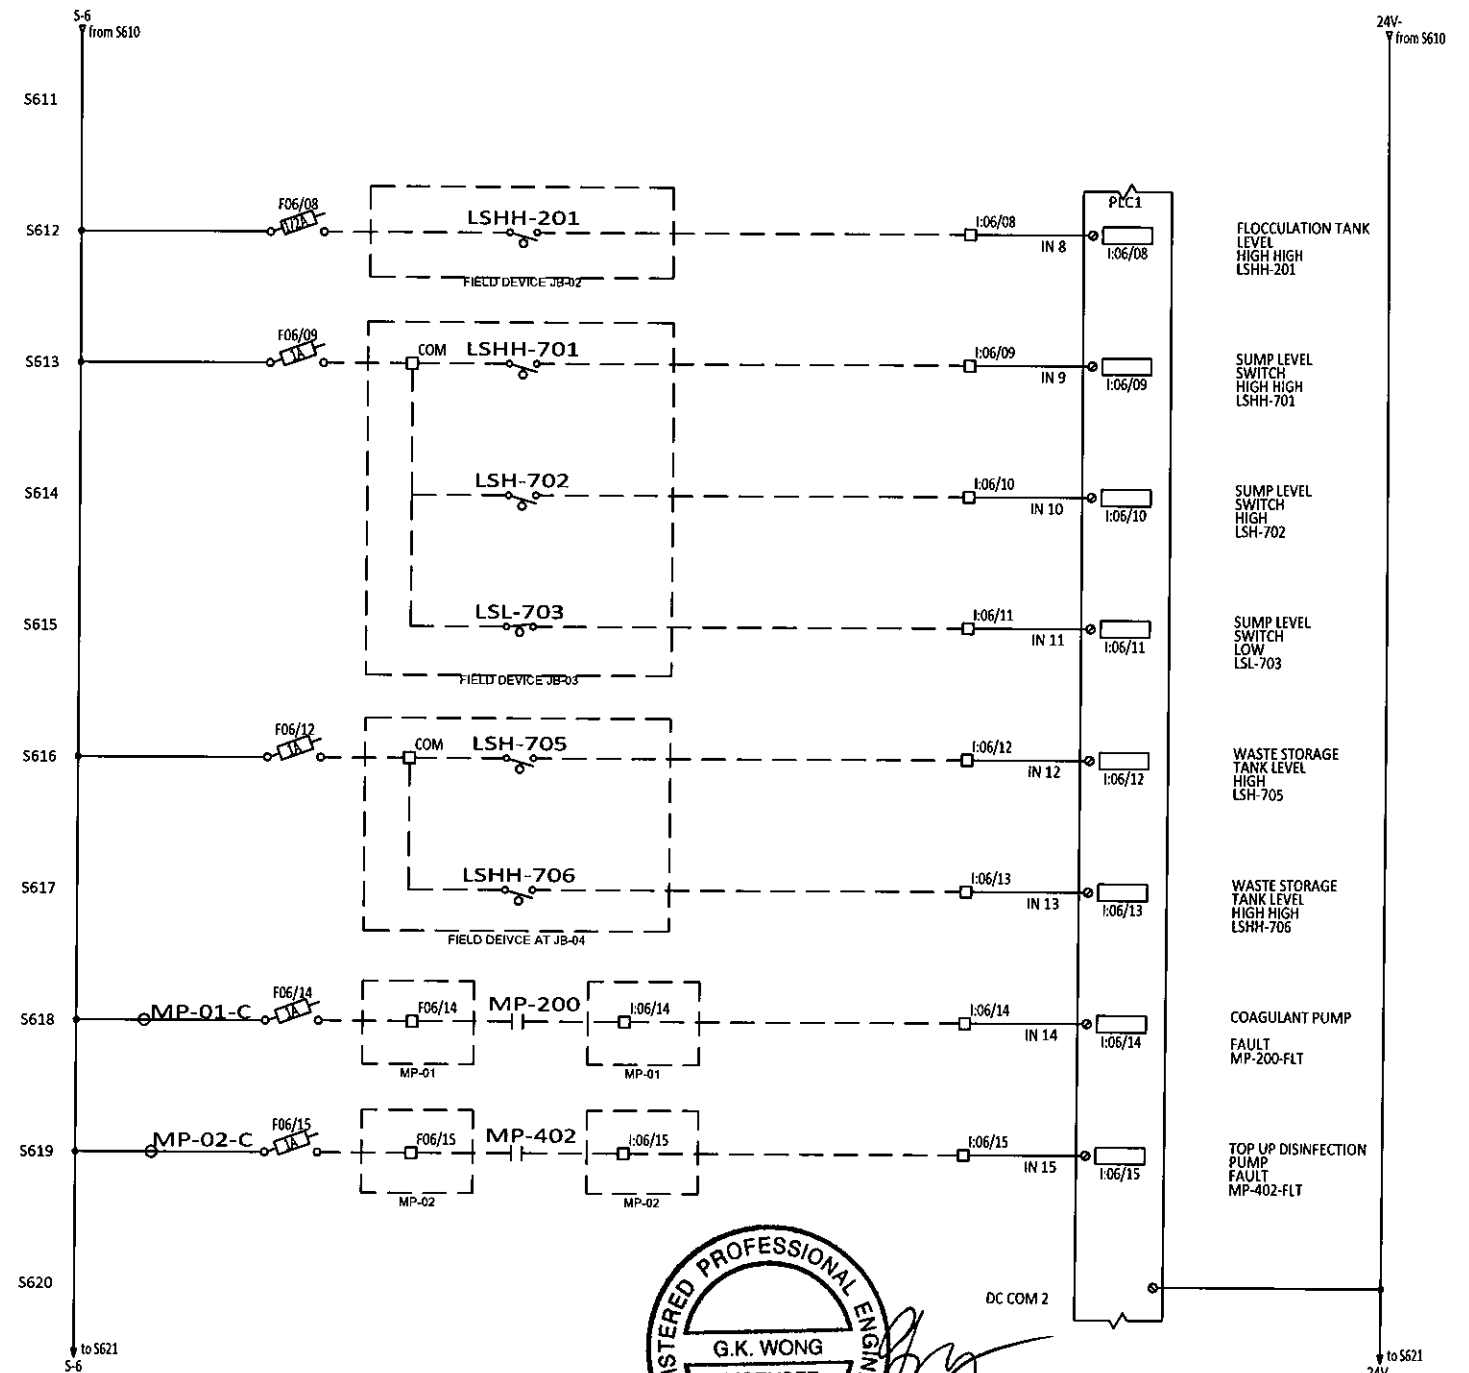 S-6
from S610
24V-
from S610
S611
S612
F06/08
1/2A
LSHH-201
FIELD DEVICE JB-02
I:06/08
IN 8
PLC1
I:06/08
FLOCCULATION TANK
LEVEL
HIGH HIGH
LSHH-201
S613
F06/09
1A
COM
LSHH-701
I:06/09
IN 9
I:06/09
SUMP LEVEL
SWITCH
HIGH HIGH
LSHH-701
S614
LSH-702
I:06/10
IN 10
I:06/10
SUMP LEVEL
SWITCH
HIGH
LSH-702
S615
LSL-703
FIELD DEVICE JB-03
I:06/11
IN 11
I:06/11
SUMP LEVEL
SWITCH
LOW
LSL-703
S616
F06/12
1A
COM
LSH-705
I:06/12
IN 12
I:06/12
WASTE STORAGE
TANK LEVEL
HIGH
LSH-705
S617
LSHH-706
FIELD DEIVCE AT JB-04
I:06/13
IN 13
I:06/13
WASTE STORAGE
TANK LEVEL
HIGH HIGH
LSHH-706
S618
MP-01-C
F06/14
1A
F06/14
MP-01
MP-200
I:06/14
MP-01
I:06/14
IN 14
I:06/14
COAGULANT PUMP
FAULT
MP-200-FLT
S619
MP-02-C
F06/15
1A
F06/15
MP-02
MP-402
I:06/15
MP-02
I:06/15
IN 15
I:06/15
TOP UP DISINFECTION
PUMP
FAULT
MP-402-FLT
S620
DC COM 2
PROFESSIONAL
G.K. WONG
to S621
S-6
to S621
24V-